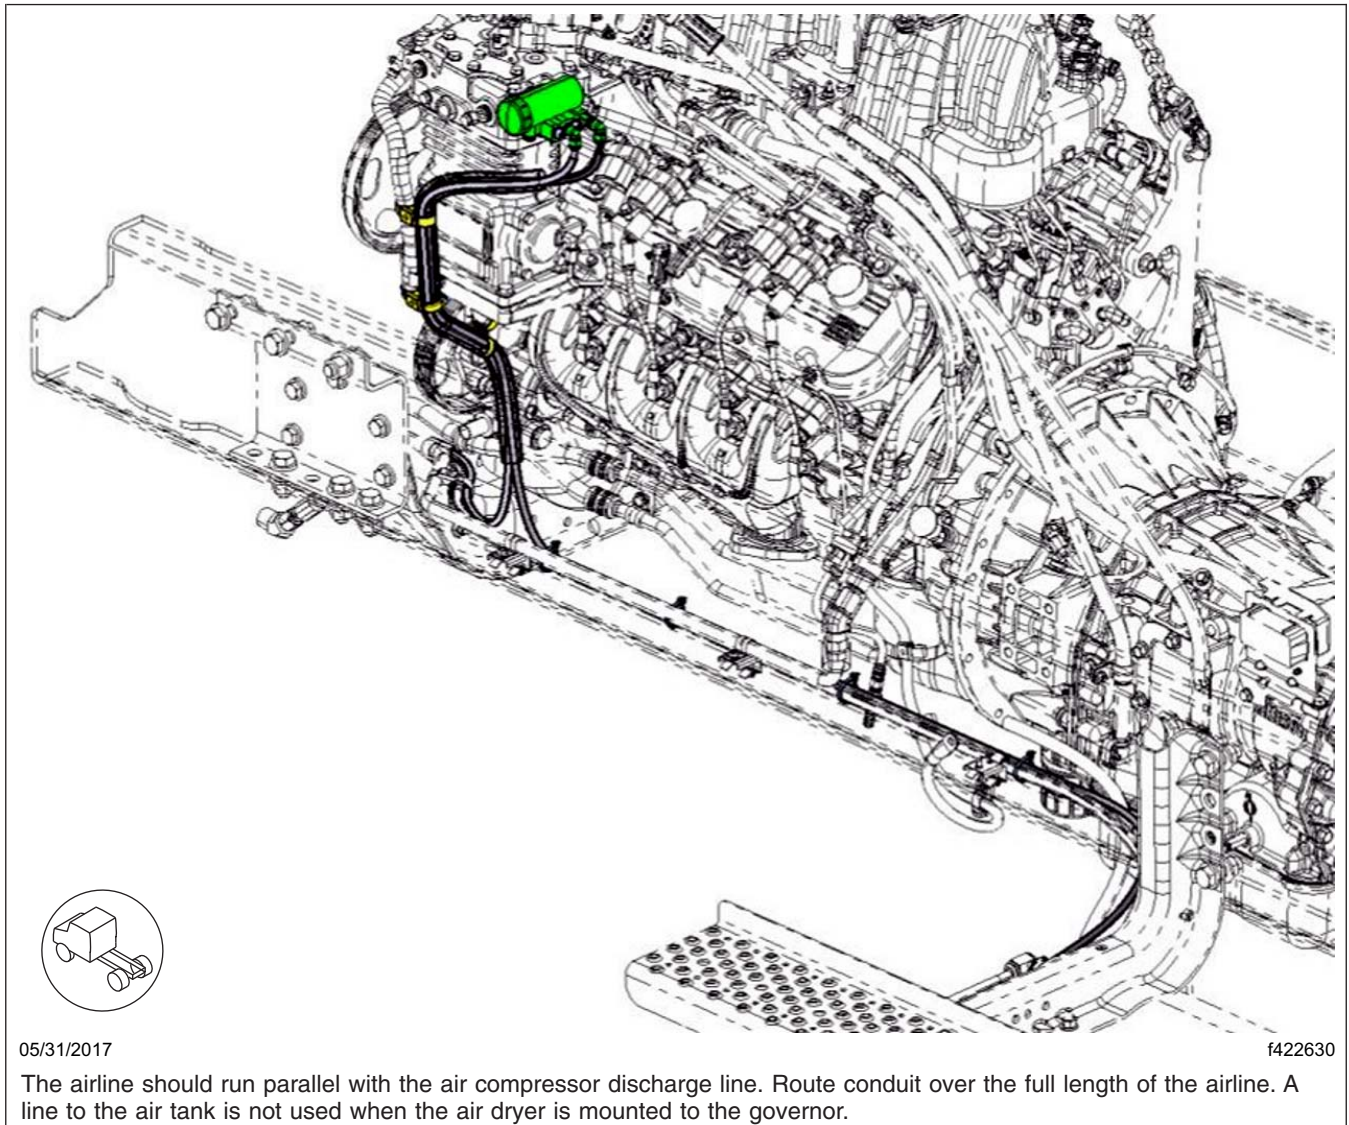 05/31/2017
f422630
The airline should run parallel with the air compressor discharge line. Route conduit over the full length of the airline. A
line to the air tank is not used when the air dryer is mounted to the governor.